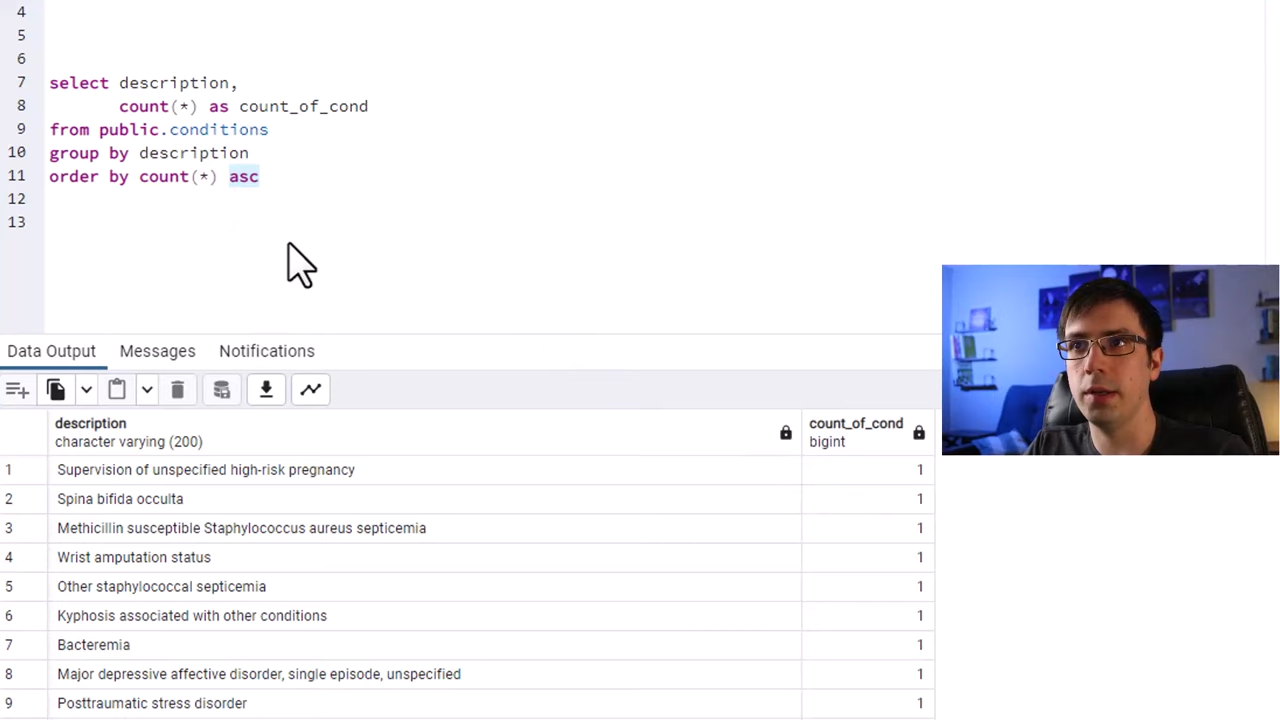 4
5
6
7 select description,
8 count(*) as count_of_cond
9 from public.conditions
10 group by description
11 order by count(*) asc
12
13
Data Output Messages Notifications
description count_of_cond
character varying (200) bigint
1 Supervision of unspecified high-risk pregnancy 1
2 Spina bifida occulta 1
3 Methicillin susceptible Staphylococcus aureus septicemia 1
4 Wrist amputation status 1
5 Other staphylococcal septicemia 1
6 Kyphosis associated with other conditions 1
7 Bacteremia 1
8 Major depressive affective disorder, single episode, unspecified 1
9 Posttraumatic stress disorder 1